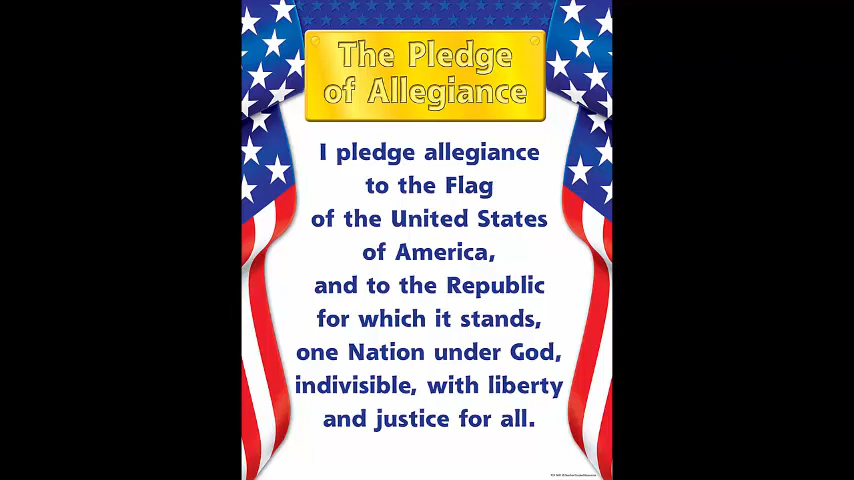 The Pledge
of Allegiance
I pledge allegiance
to the Flag
of the United States
of America,
and to the Republic
for which it stands,
one Nation under God,
indivisible, with liberty
and justice for all.